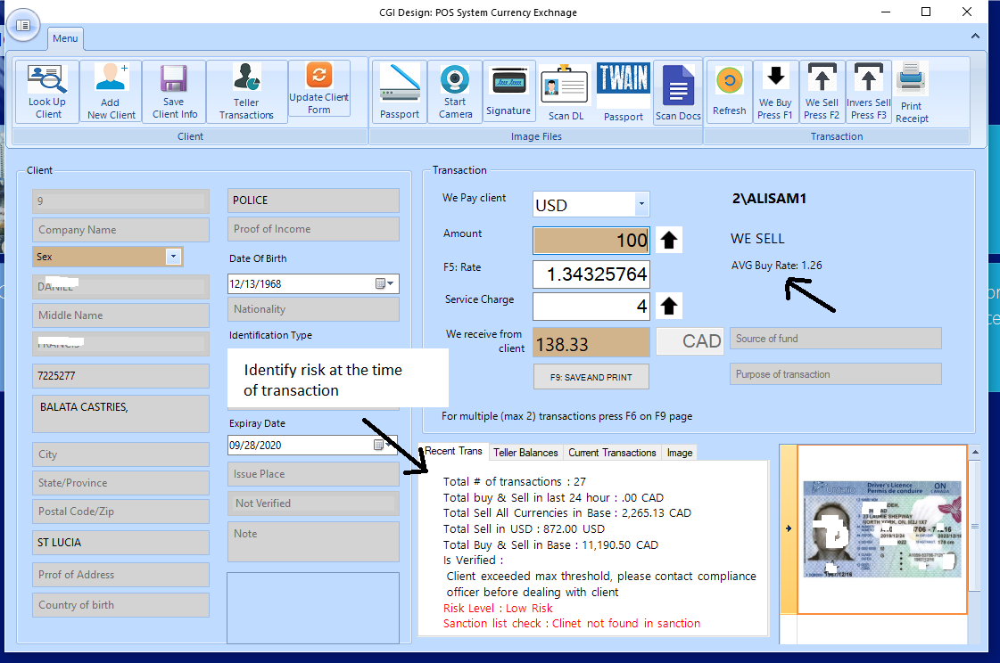 CGI Design: POS System Currency Exchnage
Menu
Look Up
Client
Add
New Client
Save
Client Info
Teller
Transactions
Update Client
Form
Client
Passport
Start
Camera
Signature
Scan DL
TWAIN
Passport
Scan Docs
Image Files
Refresh
We Buy
Press F1
We Sell
Press F2
Invers Sell
Press F3
Print
Receipt
Transaction
Client
9
Company Name
Sex
Middle Name
7225277
BALATA CASTRIES,
City
State/Province
Postal Code/Zip
ST LUCIA
Prrof of Address
Country of birth
POLICE
Proof of Income
Date Of Birth
12/13/1968
Nationality
Identification Type
Identify risk at the time
of transaction
Expiray Date
09/28/2020
Issue Place
Not Verified
Note
Transaction
We Pay client
USD
Amount
100
F5: Rate
1.34325764
Service Charge
4
We receive from
client
138.33
CAD
F9: SAVE AND PRINT
For multiple (max 2) transactions press F6 on F9 page
2\ALISAM1
WE SELL
AVG Buy Rate: 1.26
Source of fund
Purpose of transaction
Recent Trans
Teller Balances
Current Transactions
Image
Total # of transactions : 27
Total buy & Sell in last 24 hour : .00 CAD
Total Sell All Currencies in Base : 2,265.13 CAD
Total Sell in USD : 872.00 USD
Total Buy & Sell in Base : 11,190.50 CAD
Is Verified :
Client exceeded max threshold, please contact compliance
officer before dealing with client
Risk Level : Low Risk
Sanction list check : Clinet not found in sanction
Ontario
Driver's Licence
Permis de conduire
ON
CANADA